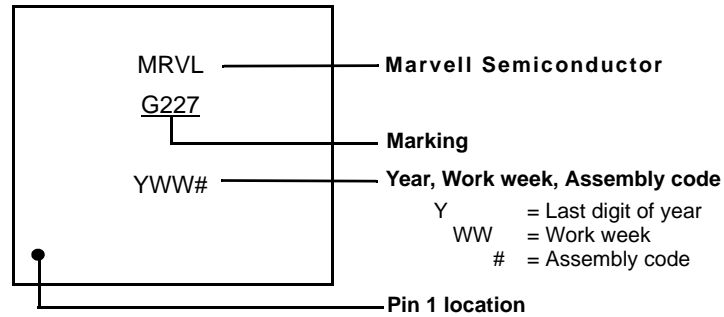 MRVL Marvell Semiconductor
G227
Marking
YWW# Year, Work week, Assembly code
Y = Last digit of year
WW = Work week
# = Assembly code
Pin 1 location